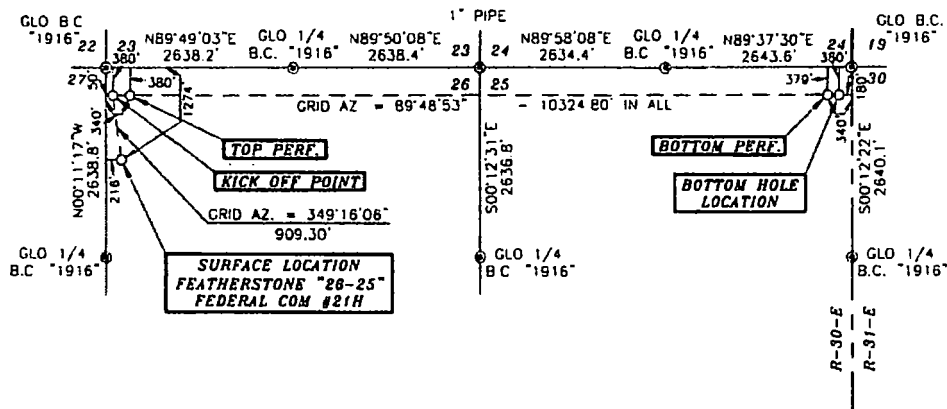 GLO B C
"1916"
22
23
380'
N89°49'03"E
2638.2'
GLO 1/4
B.C. "1916"
N89°50'08"E
2638.4'
1" PIPE
23
24
N89°58'08"E
2634.4'
GLO 1/4
B.C "1916"
N89°37'30"E
2643.6'
24
380'
19
GLO B.C.
"1916"
27
380'
1274'
26
25
379'
30
180'
GRID AZ = 89°48'53" - 10324 80' IN ALL
340'
340'
N00°11'17"W
2638.8'
216'
TOP PERF.
KICK OFF POINT
BOTTOM PERF.
BOTTOM HOLE
LOCATION
S00°12'31"E
2636.8'
S00°12'22"E
2640.1'
GRID AZ. = 349°16'06"
909.30'
GLO 1/4
B.C "1916"
SURFACE LOCATION
FEATHERSTONE "26-25"
FEDERAL COM #21H
GLO 1/4
B.C "1916"
GLO 1/4
B.C. "1916"
R-30-E
R-31-E